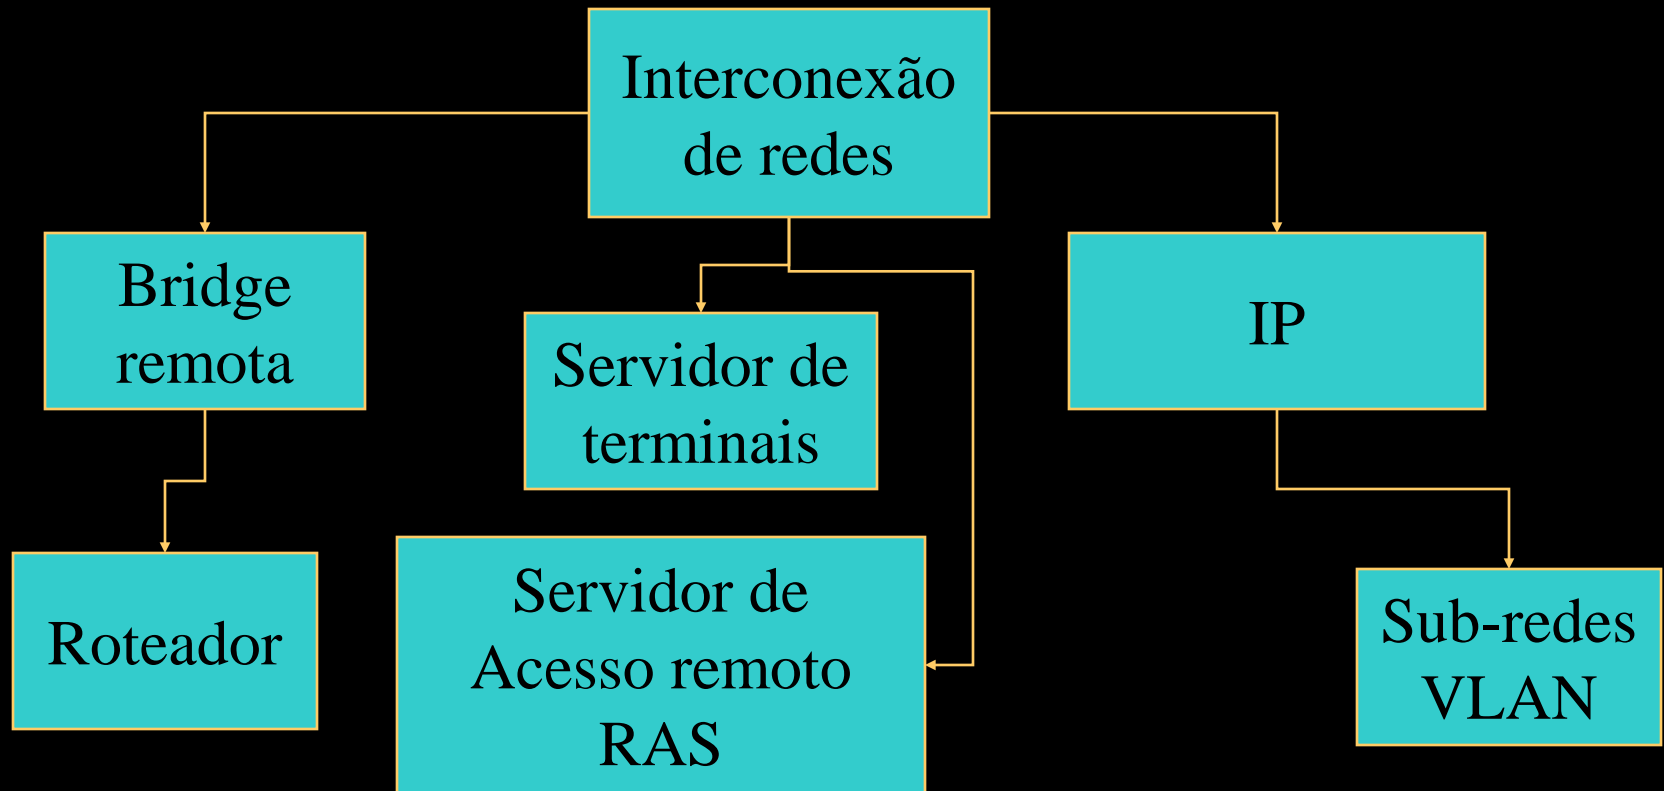 Interconexão
de redes
Bridge
remota
Servidor de
terminais
IP
Roteador
Servidor de
Acesso remoto
RAS
Sub-redes
VLAN